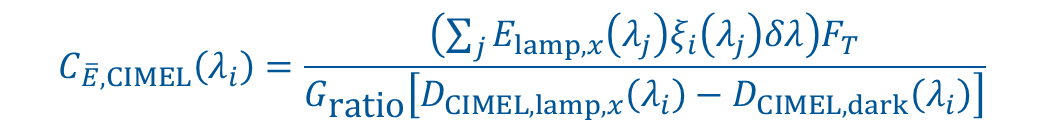 C_{Ē,CIMEL}(λ_i) = \frac{(∑_j E_{lamp,x}(λ_j)ξ_i(λ_j)δλ)F_T}{G_{ratio}[D_{CIMEL,lamp,x}(λ_i) − D_{CIMEL,dark}(λ_i)]}